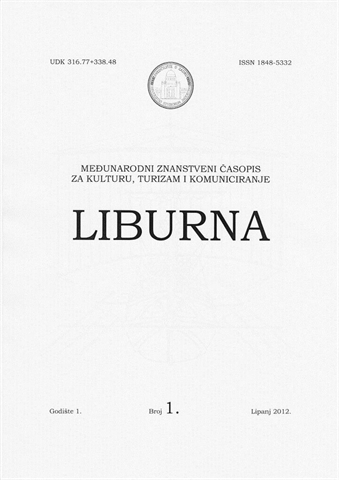 UDK 316.77+338.48 ISSN 1848-5332
MEĐUNARODNI ZNANSTVENI ČASOPIS
ZA KULTURU, TURIZAM I KOMUNICIRANJE
LIBURNA
Godište 1. Broj 1. Lipanj 2012.